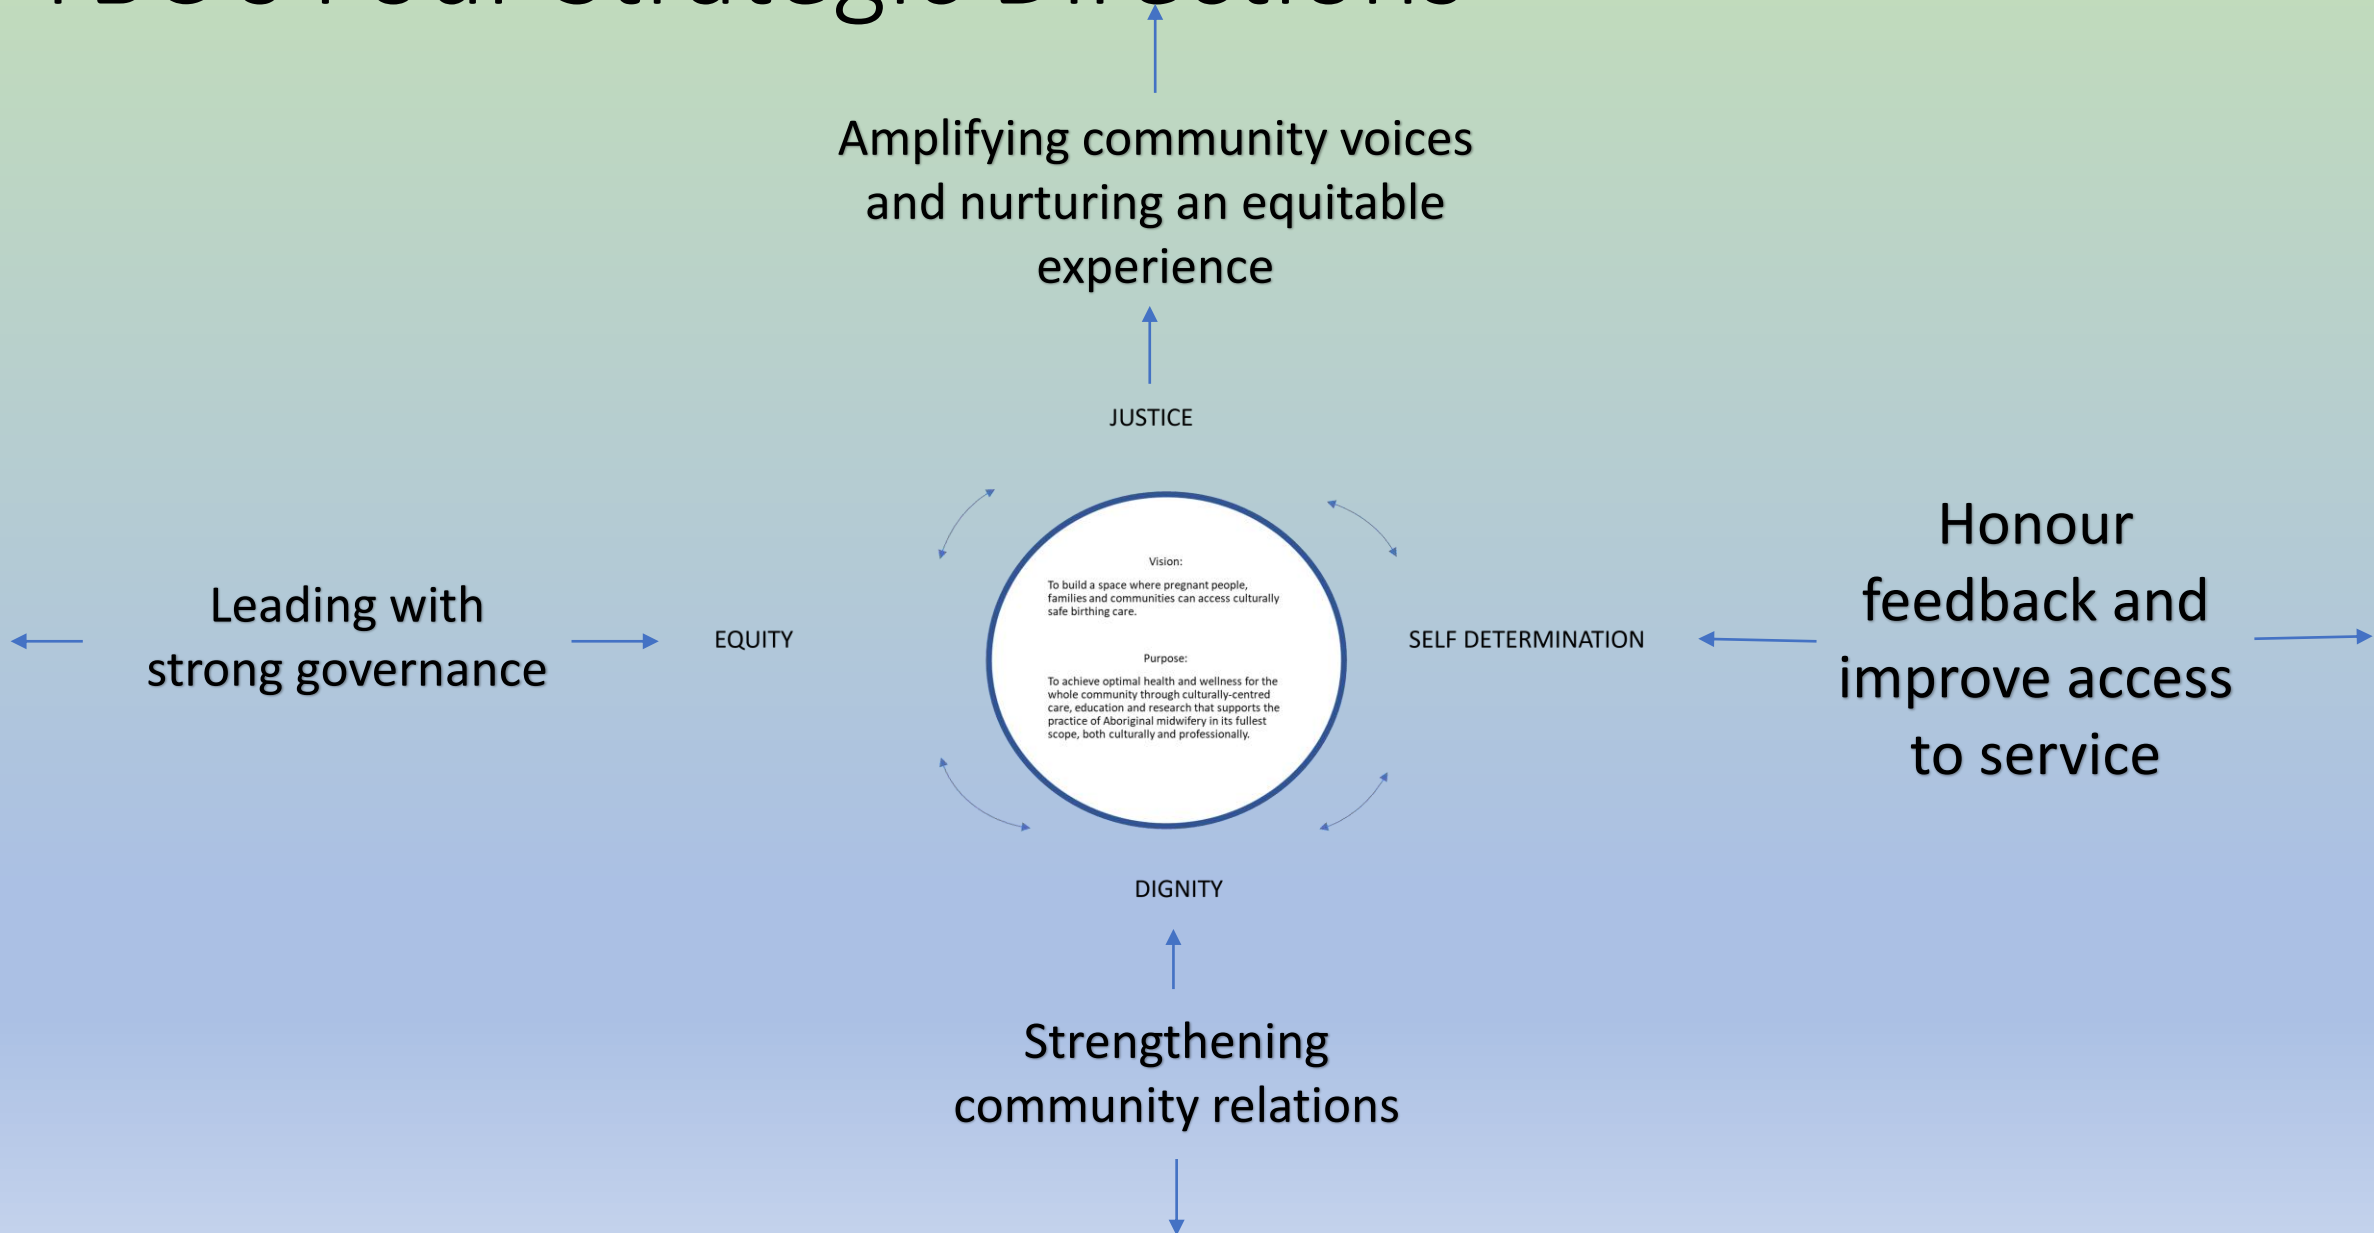 Four Strategic Directions
Amplifying community voices
and nurturing an equitable
experience
JUSTICE
Leading with
strong governance
EQUITY
Vision:
To build a space where pregnant people,
families and communities can access culturally
safe birthing care.
Purpose:
To achieve optimal health and wellness for the
whole community through culturally-centred
care, education and research that supports the
practice of Aboriginal midwifery in its fullest
scope, both culturally and professionally.
SELF DETERMINATION
Honour
feedback and
improve access
to service
DIGNITY
Strengthening
community relations